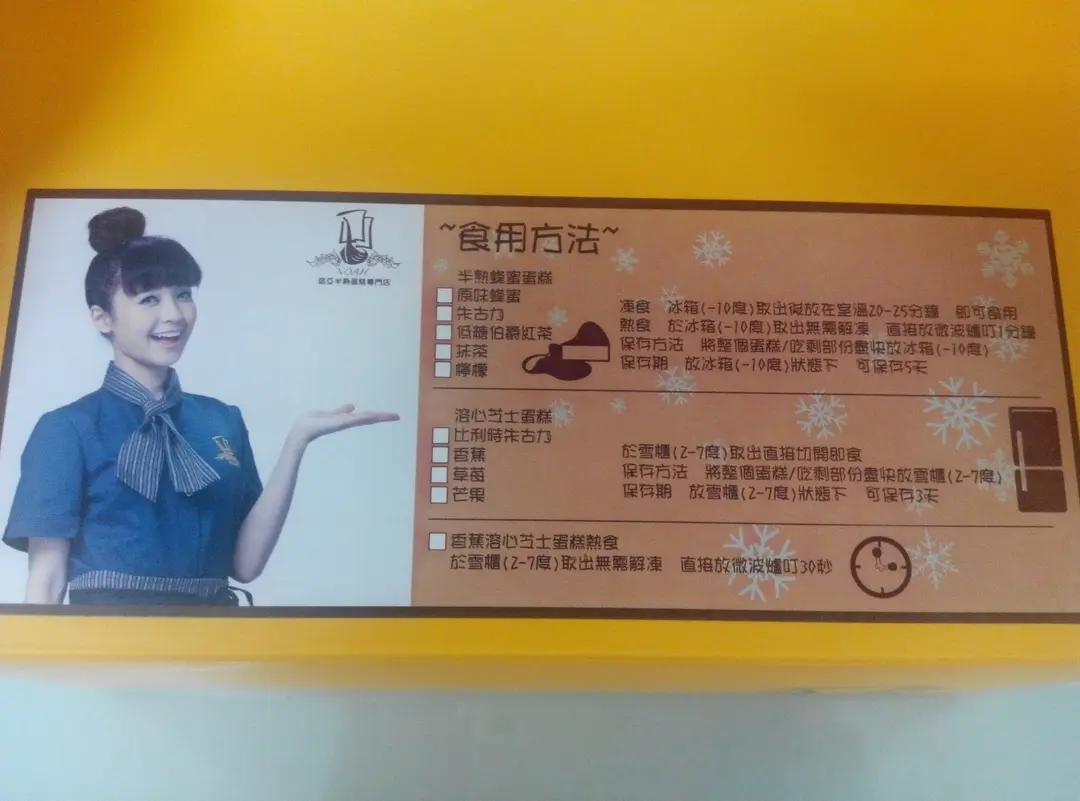 NOAH
諾亞半熟蛋糕專門店
~食用方法~
半熟蜂蜜蛋糕
原味蜂蜜
朱古力
低糖伯爵紅茶
抹茶
檸檬
凍食 冰箱(-10度)取出後放在室溫20-25分鐘 即可食用
熱食 於冰箱(-10度)取出無需解凍 直接放微波爐叮1分鐘
保存方法 將整個蛋糕/吃剩部份盡快放冰箱(-10度)
保存期 放冰箱(-10度)狀態下 可保存5天
溶心芝士蛋糕
比利時朱古力
香蕉
草莓
芒果
於雪櫃(2-7度)取出直接切開即食
保存方法 將整個蛋糕/吃剩部份盡快放雪櫃(2-7度)
保存期 放雪櫃(2-7度)狀態下 可保存3天
香蕉溶心芝士蛋糕熱食
於雪櫃(2-7度)取出無需解凍 直接放微波爐叮30秒